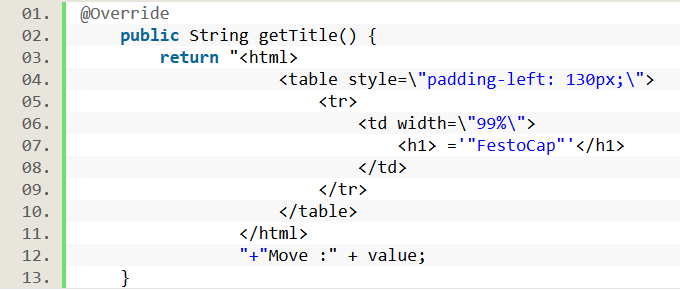 01. @Override
02. public String getTitle() {
03. return "<html>
04. <table style=\"padding-left: 130px;\">
05. <tr>
06. <td width=\"99%\">
07. <h1> ='"FestoCap"'</h1>
08. </td>
09. </tr>
10. </table>
11. </html>
12. "+"Move :" + value;
13. }